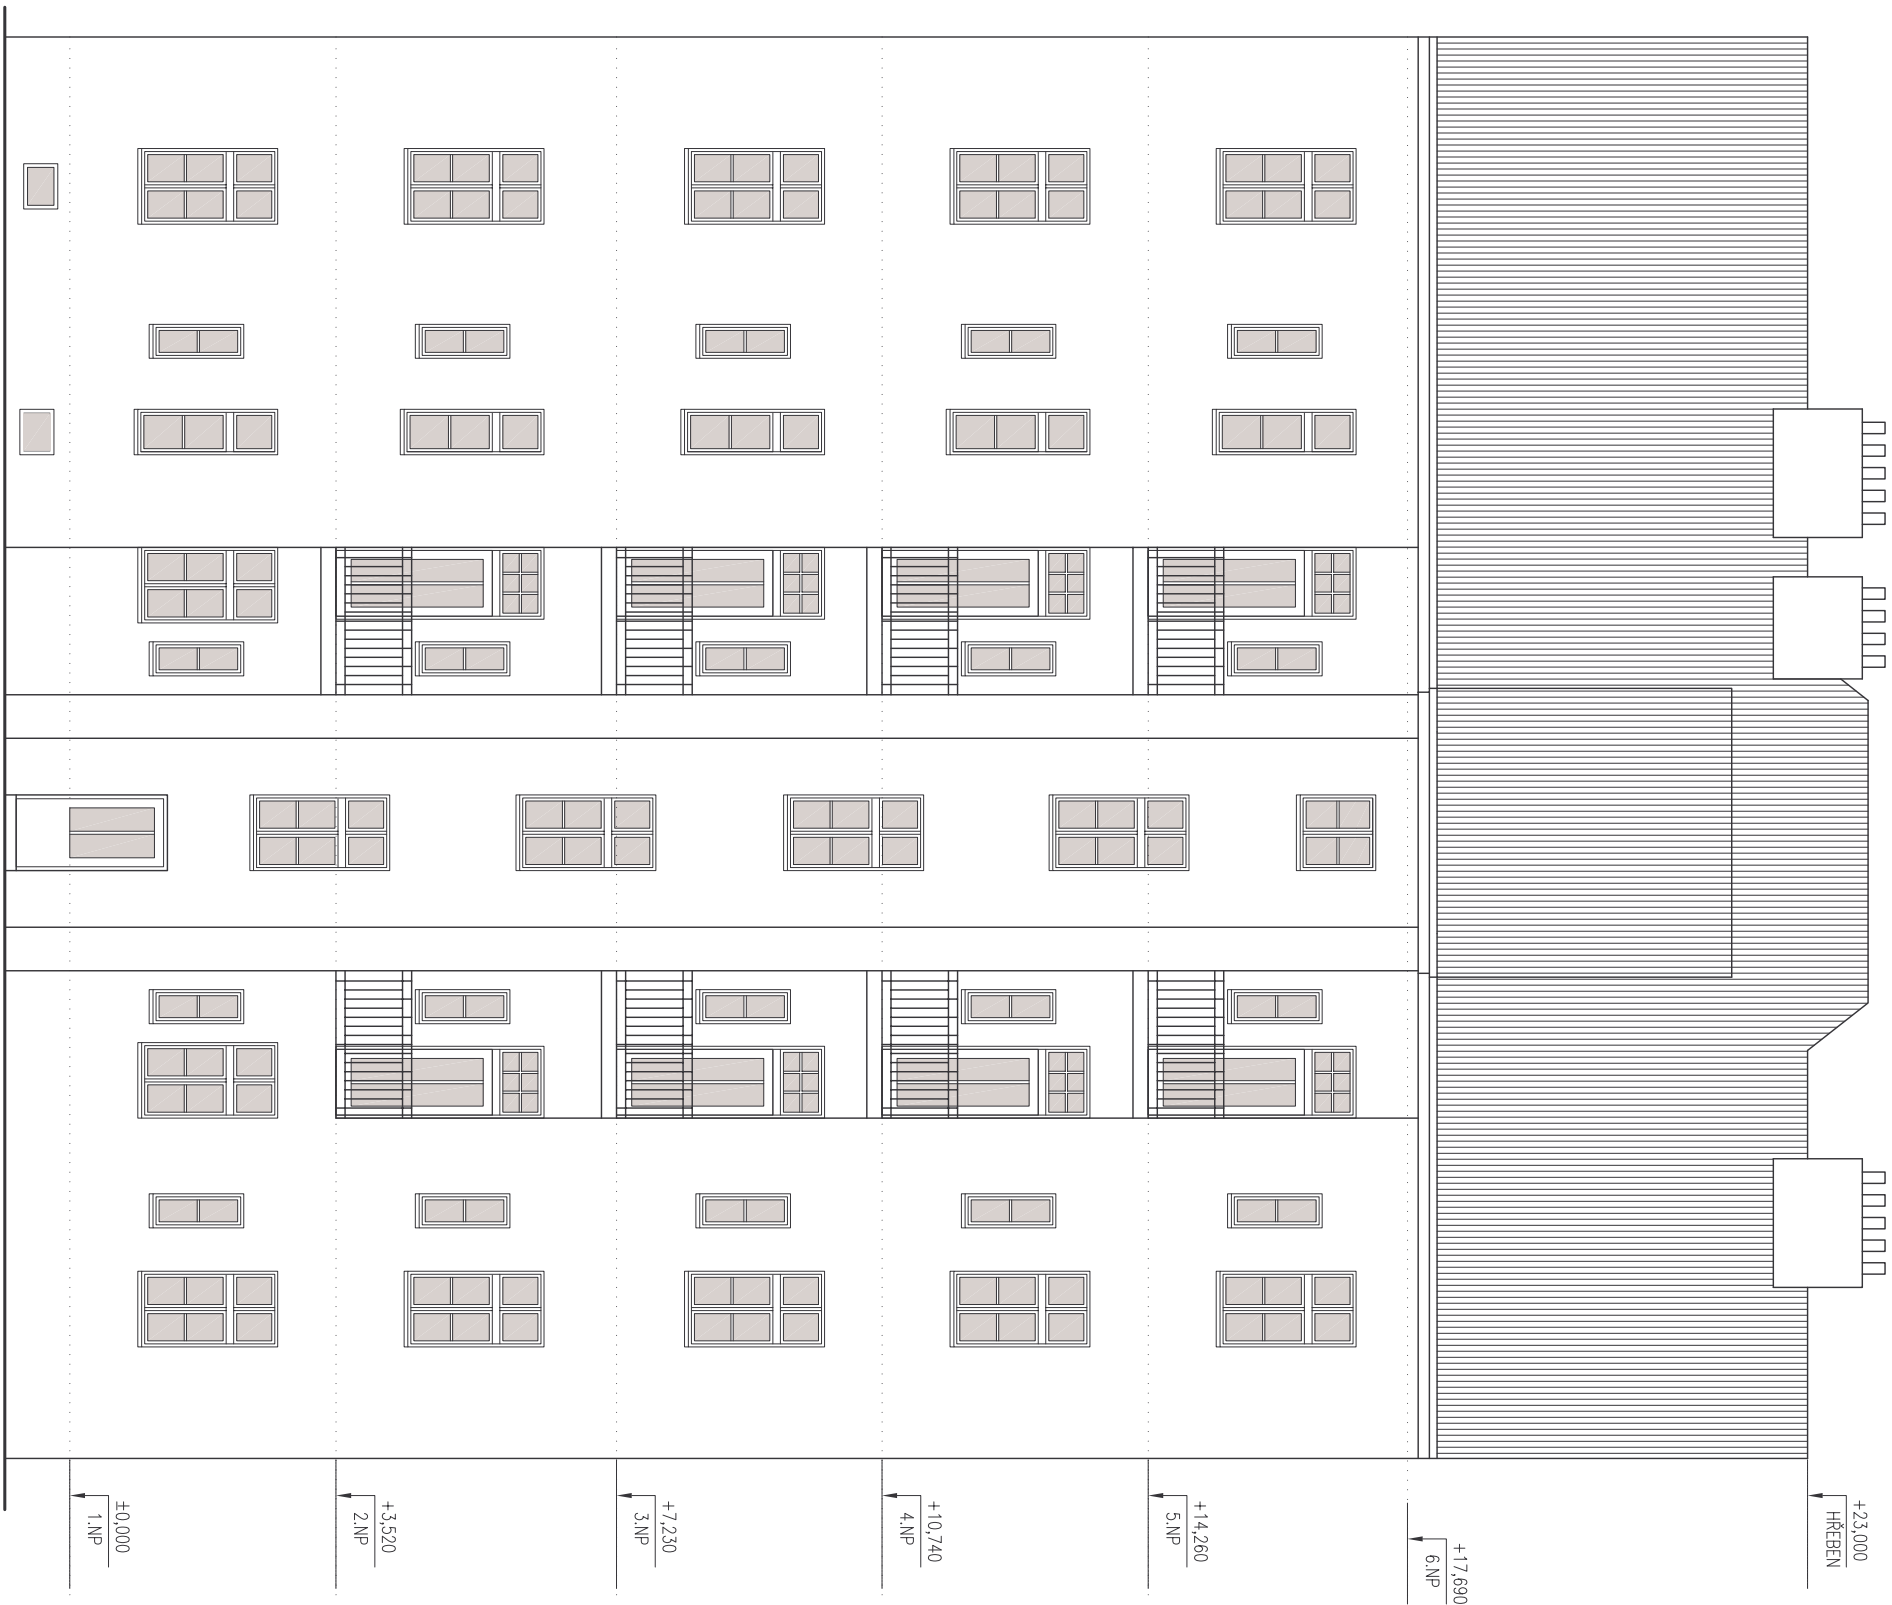 +23,000
HŘEBEN
+17,690
6.NP
+14,260
5.NP
+10,740
4.NP
+7,230
3.NP
+3,520
2.NP
±0,000
1.NP